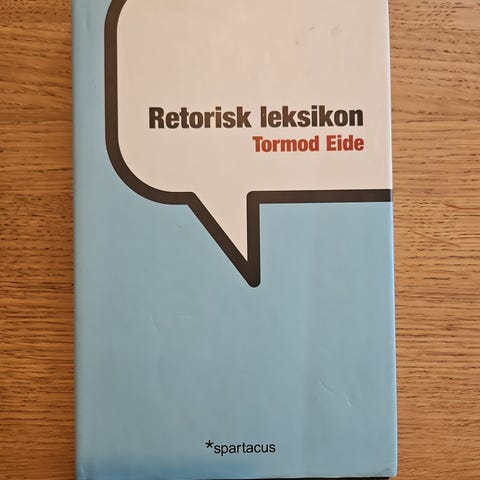 Retorisk leksikon
Tormod Eide
*spartacus